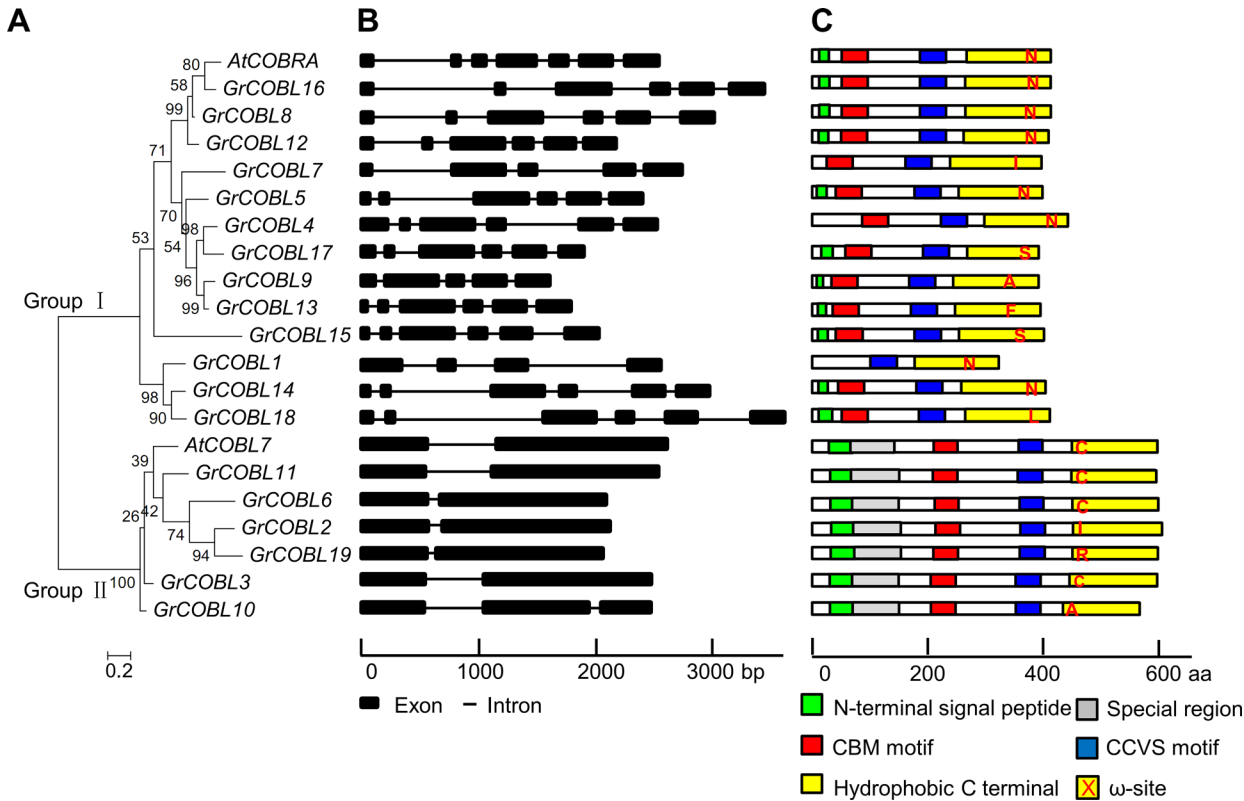 A
B
C
80
58
99
71
70
98
54
53
96
99
98
90
39
26
42
74
94
100
Group Ⅰ
Group Ⅱ
0.2
AtCOBRA
GrCOBL16
GrCOBL8
GrCOBL12
GrCOBL7
GrCOBL5
GrCOBL4
GrCOBL17
GrCOBL9
GrCOBL13
GrCOBL15
GrCOBL1
GrCOBL14
GrCOBL18
AtCOBL7
GrCOBL11
GrCOBL6
GrCOBL2
GrCOBL19
GrCOBL3
GrCOBL10
0 1000 2000 3000 bp
Exon
Intron
N
N
N
N
I
N
N
S
A
F
S
N
N
L
C
C
C
I
R
C
A
0 200 400 600 aa
N-terminal signal peptide
Special region
CBM motif
CCVS motif
Hydrophobic C terminal
X ω-site